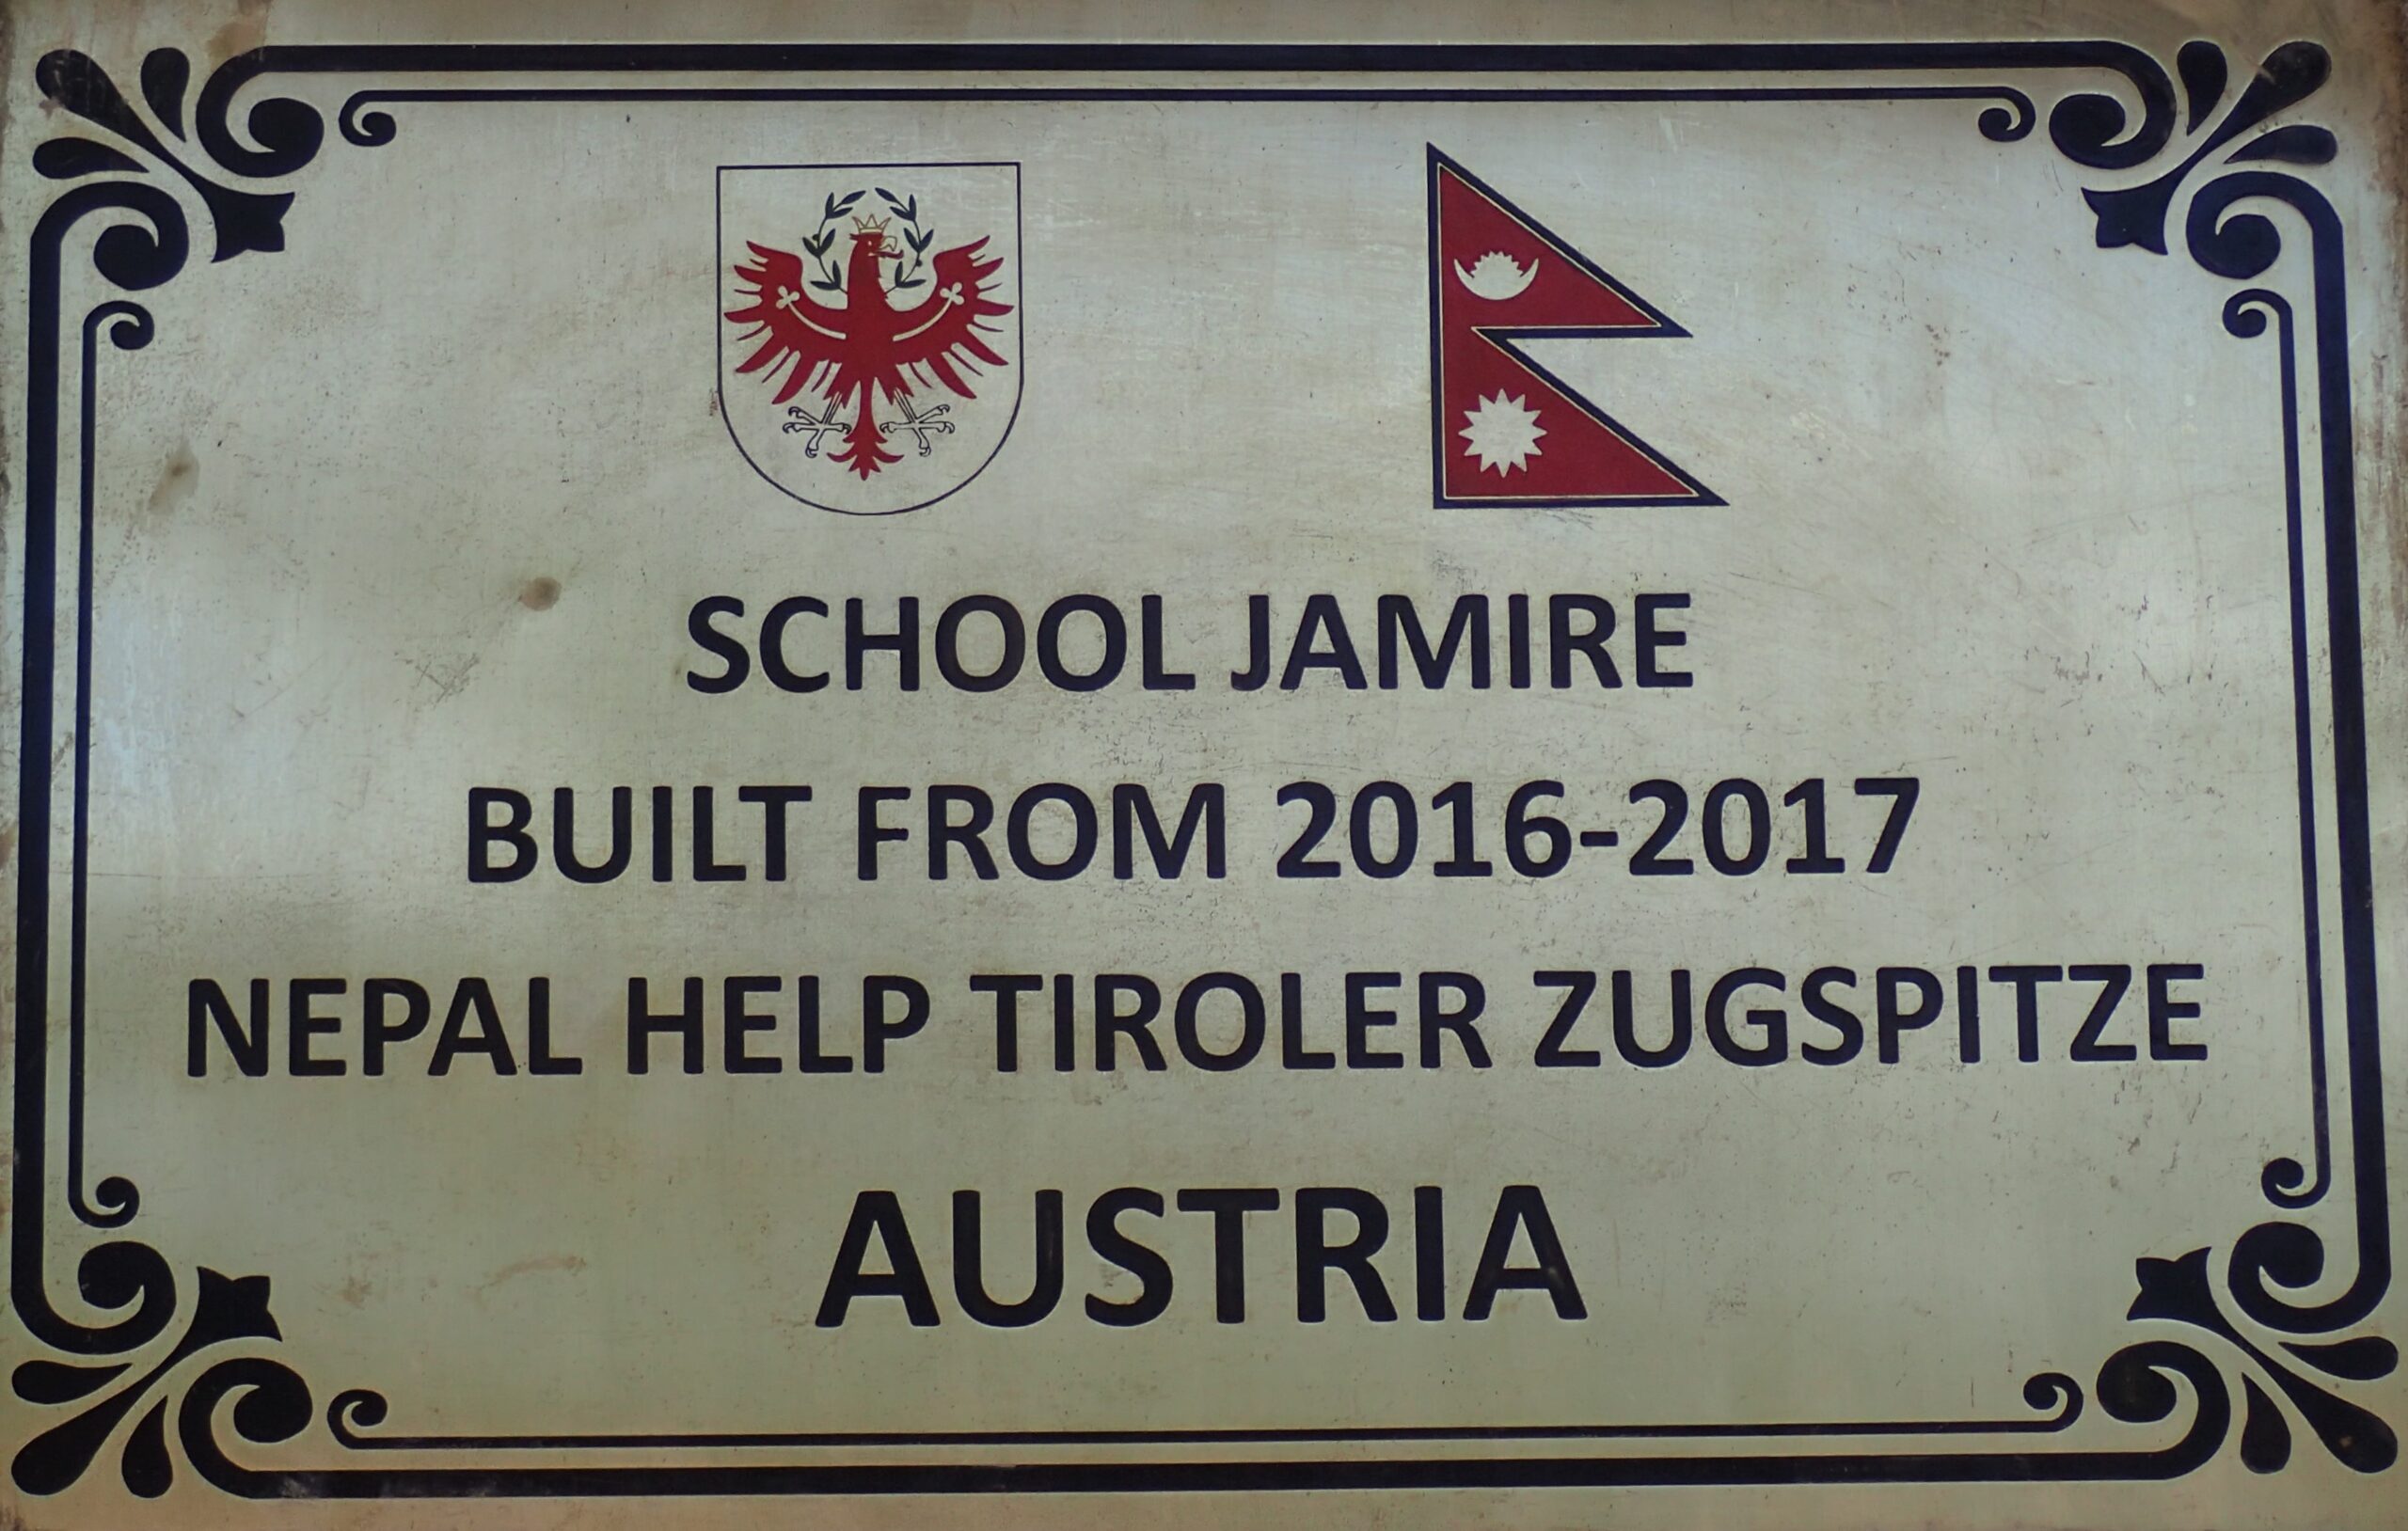 SCHOOL JAMIRE
BUILT FROM 2016-2017
NEPAL HELP TIROLER ZUGSPITZE
AUSTRIA